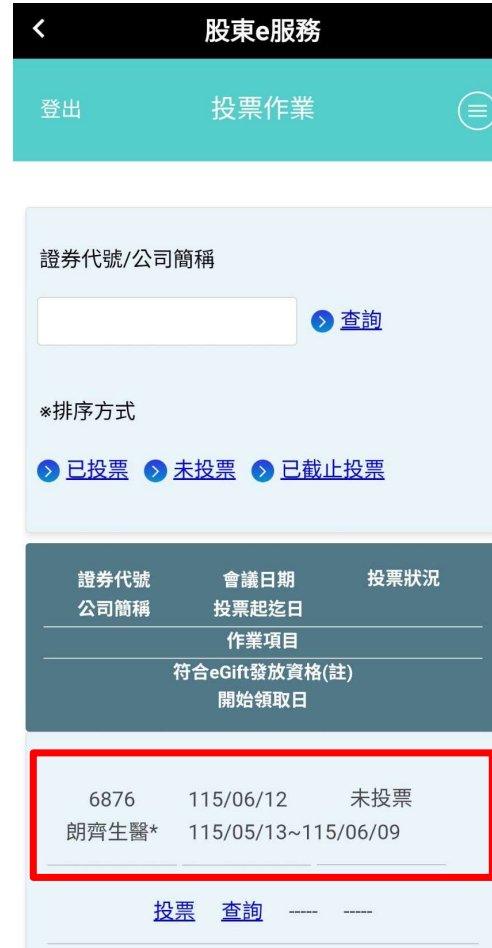 股東e服務
登出 投票作業
證券代號/公司簡稱
查詢
※排序方式
已投票 未投票 已截止投票
證券代號 會議日期 投票狀況
公司簡稱 投票起迄日
作業項目
符合eGift發放資格(註)
開始領取日
6876 115/06/12 未投票
朗齊生醫* 115/05/13~115/06/09
投票 查詢 ----- -----